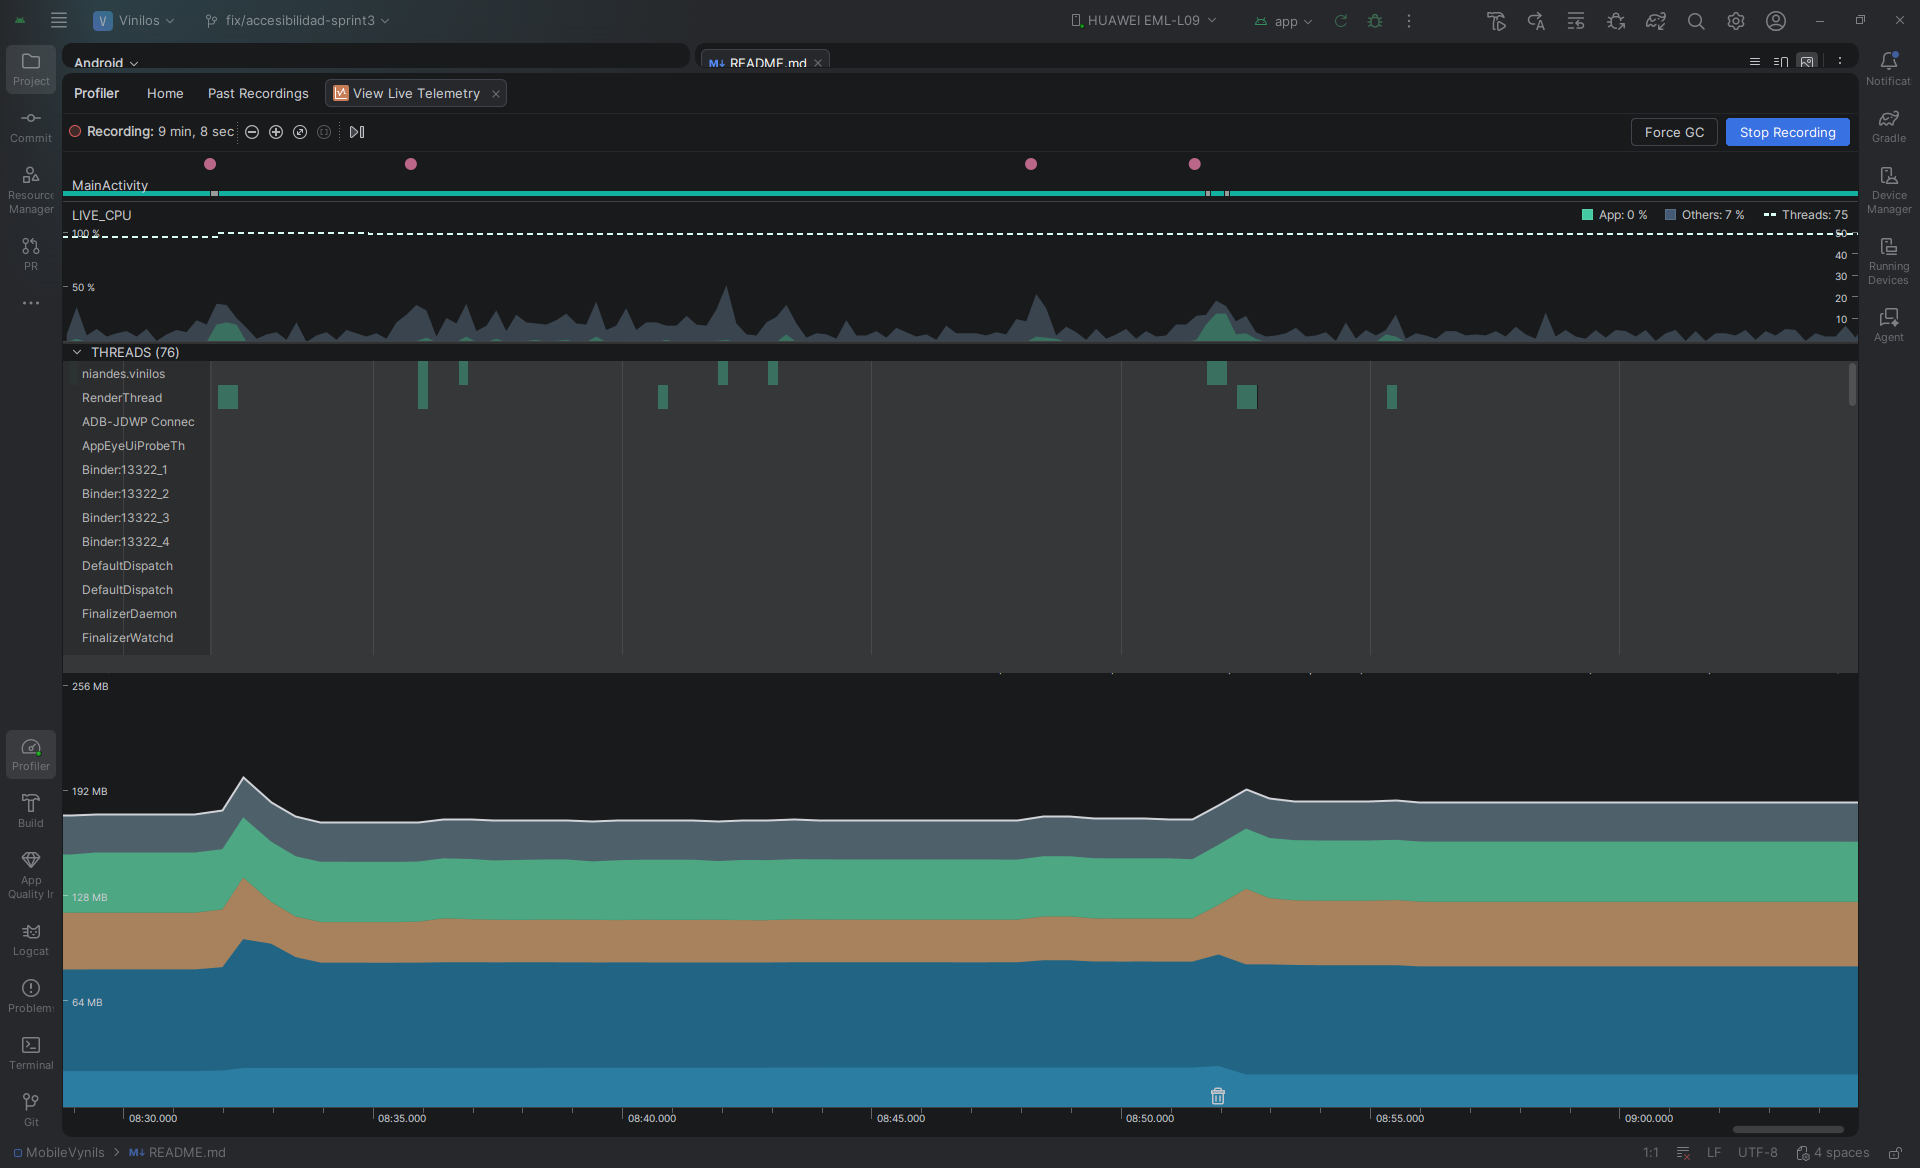 V Vinilos fix/accesibilidad-sprint3 HUAWEI EML-L09 app
Project
Commit
Resource
Manager
PR
Android README.md
Profiler Home Past Recordings View Live Telemetry
Recording: 9 min, 8 sec Force GC Stop Recording
MainActivity
LIVE_CPU App: 0 % Others: 7 % Threads: 75
100 % 50
40
50 % 30
20
10
THREADS (76)
niandes.vinilos
RenderThread
ADB-JDWP Connec
AppEyeUiProbeTh
Binder:13322_1
Binder:13322_2
Binder:13322_3
Binder:13322_4
DefaultDispatch
DefaultDispatch
FinalizerDaemon
FinalizerWatchd
256 MB
192 MB
128 MB
64 MB
08:30.000 08:35.000 08:40.000 08:45.000 08:50.000 08:55.000 09:00.000
Profiler
Build
App
Quality Ir
Logcat
Problem
Terminal
Git
Notificat
Gradle
Device
Manager
Running
Devices
Agent
MobileVynils > M↓ README.md 1:1 LF UTF-8 4 spaces